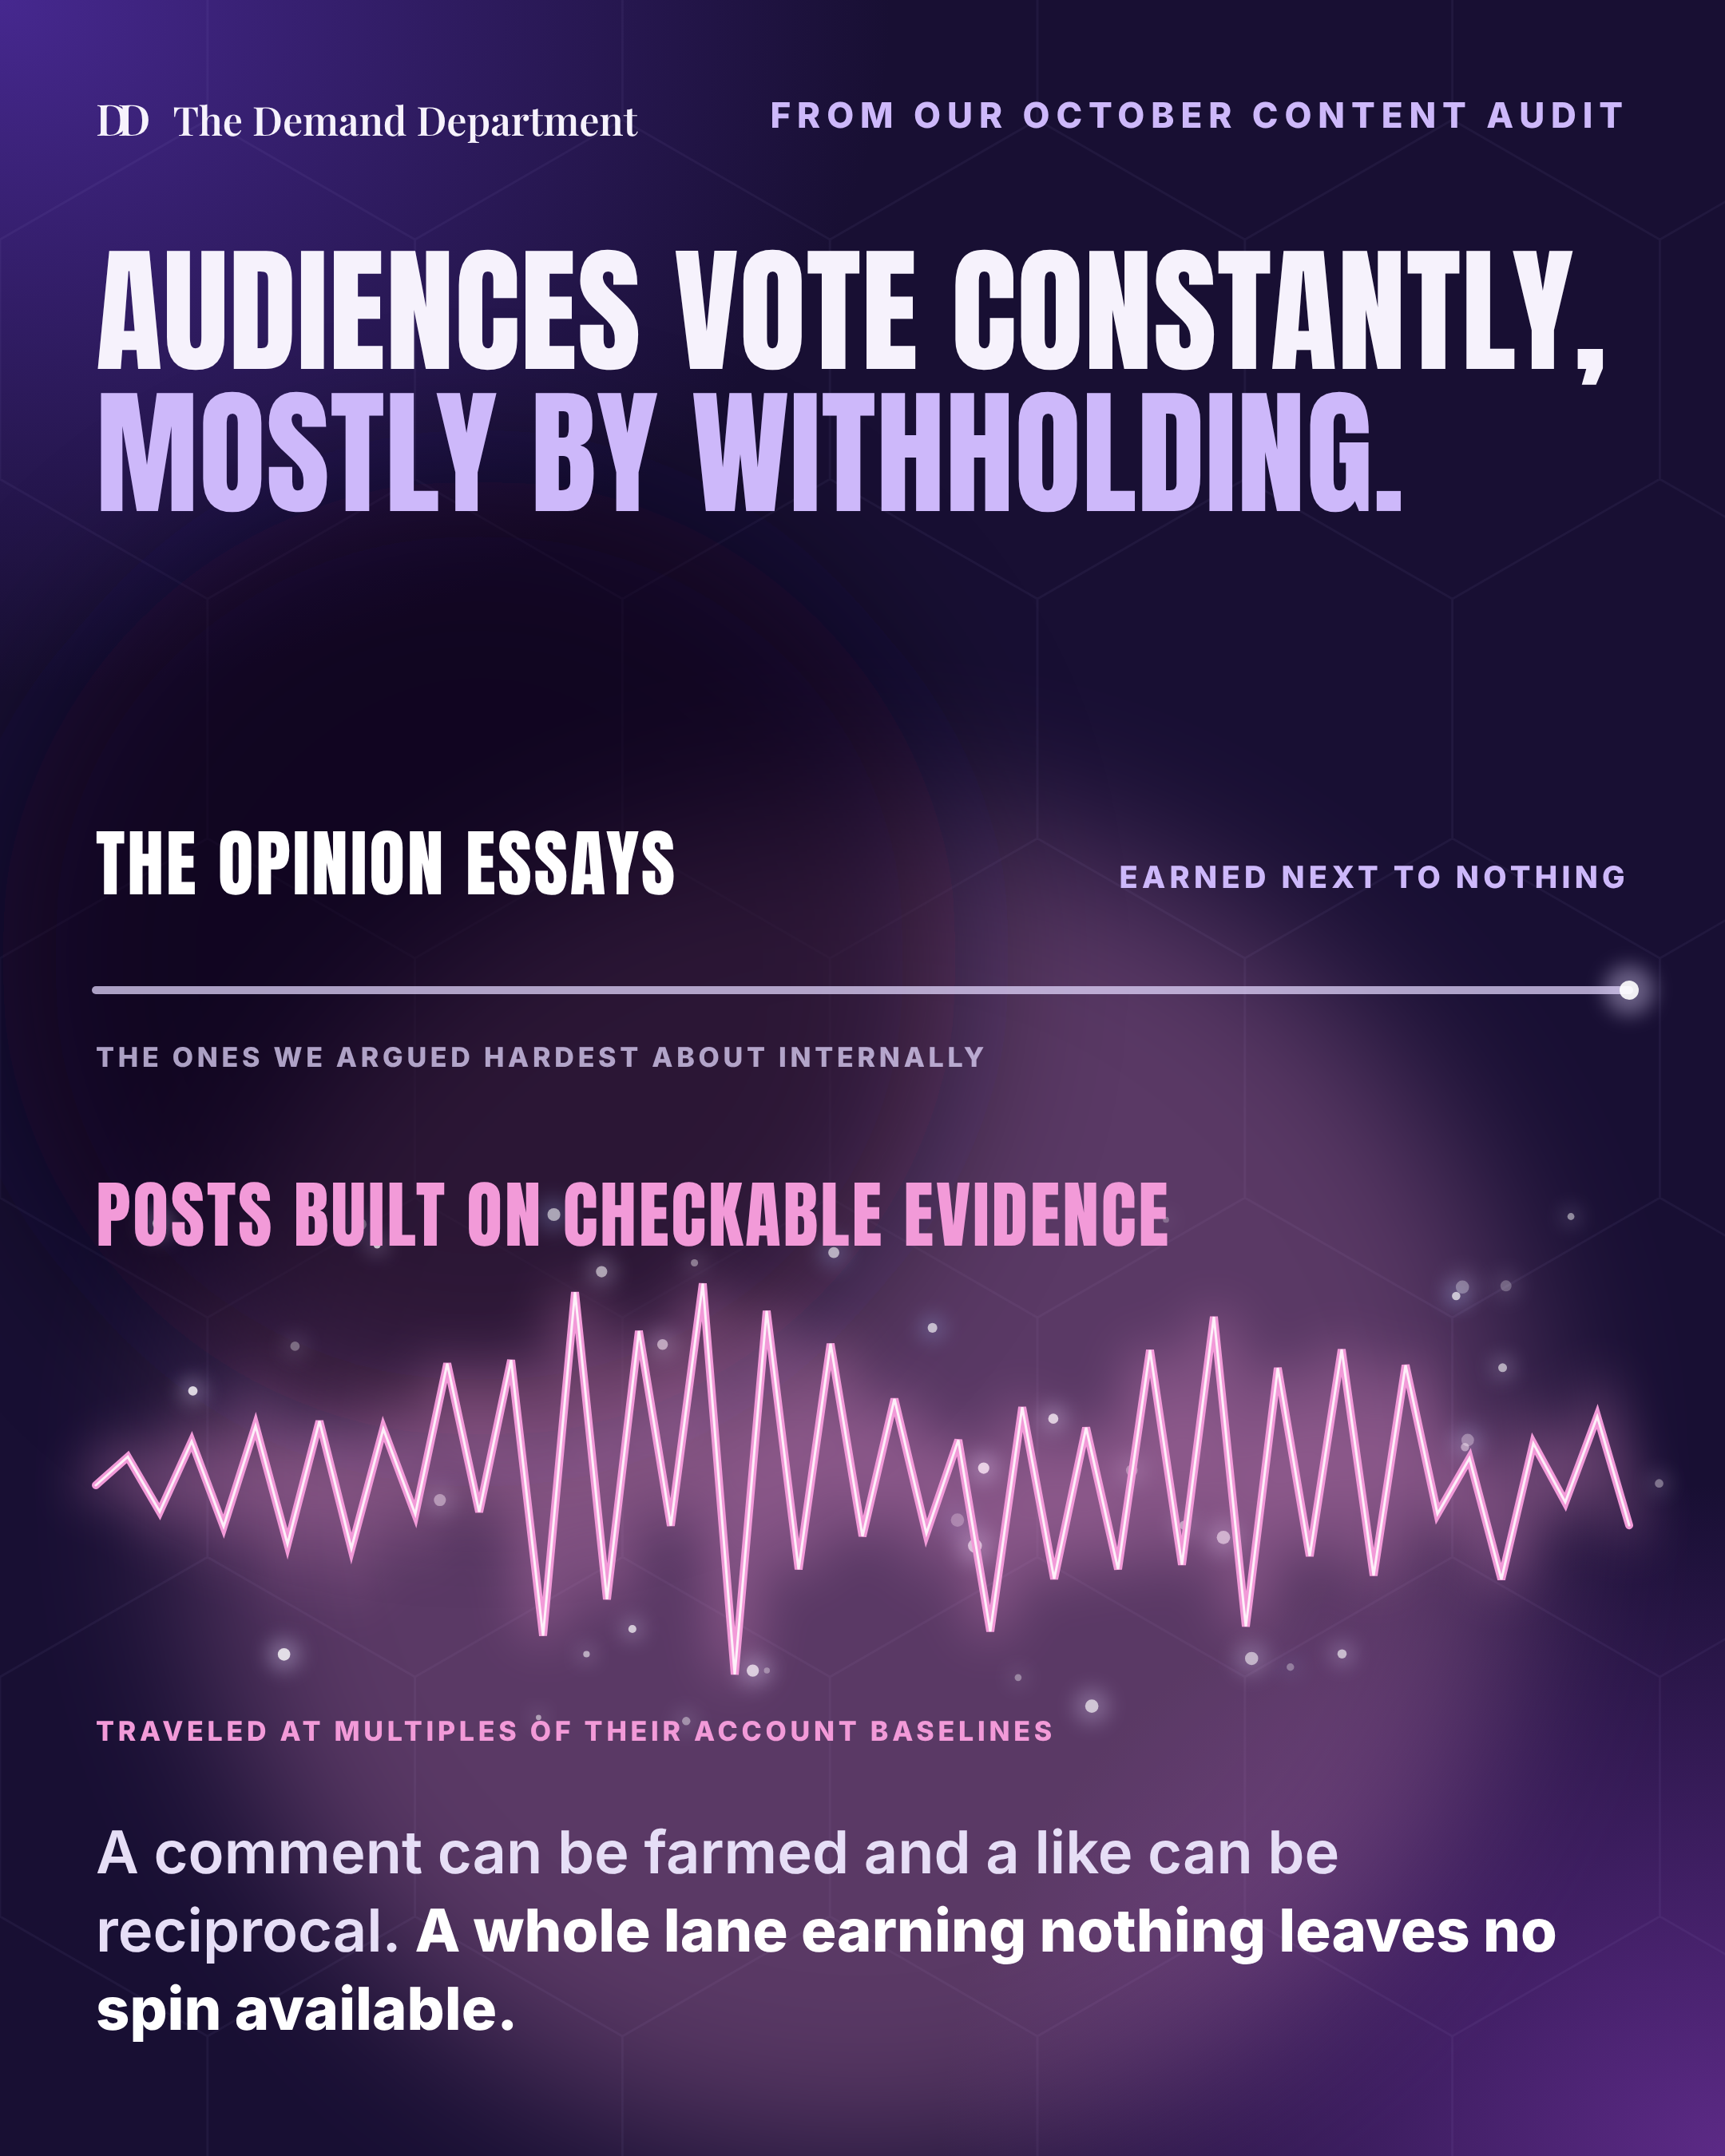 DD The Demand Department
FROM OUR OCTOBER CONTENT AUDIT
AUDIENCES VOTE CONSTANTLY,
MOSTLY BY WITHHOLDING.
THE OPINION ESSAYS
EARNED NEXT TO NOTHING
THE ONES WE ARGUED HARDEST ABOUT INTERNALLY
POSTS BUILT ON CHECKABLE EVIDENCE
TRAVELED AT MULTIPLES OF THEIR ACCOUNT BASELINES
A comment can be farmed and a like can be
reciprocal. A whole lane earning nothing leaves no
spin available.